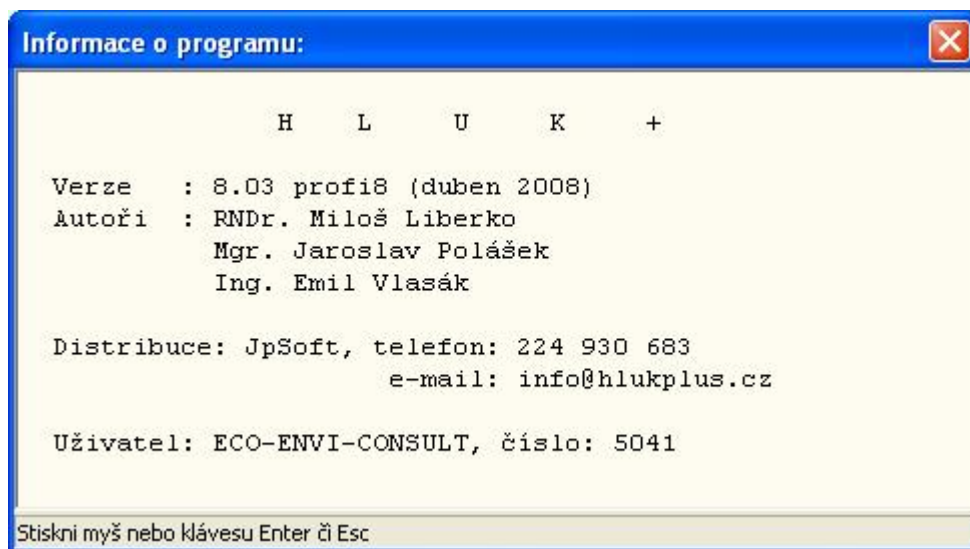 Informace o programu:
H L U K +
Verze : 8.03 profi8 (duben 2008)
Autoři : RNDr. Miloš Liberko
Mgr. Jaroslav Polášek
Ing. Emil Vlasák
Distribuce: JpSoft, telefon: 224 930 683
e-mail: info@hlukplus.cz
Uživatel: ECO-ENVI-CONSULT, číslo: 5041
Stiskni myš nebo klávesu Enter či Esc